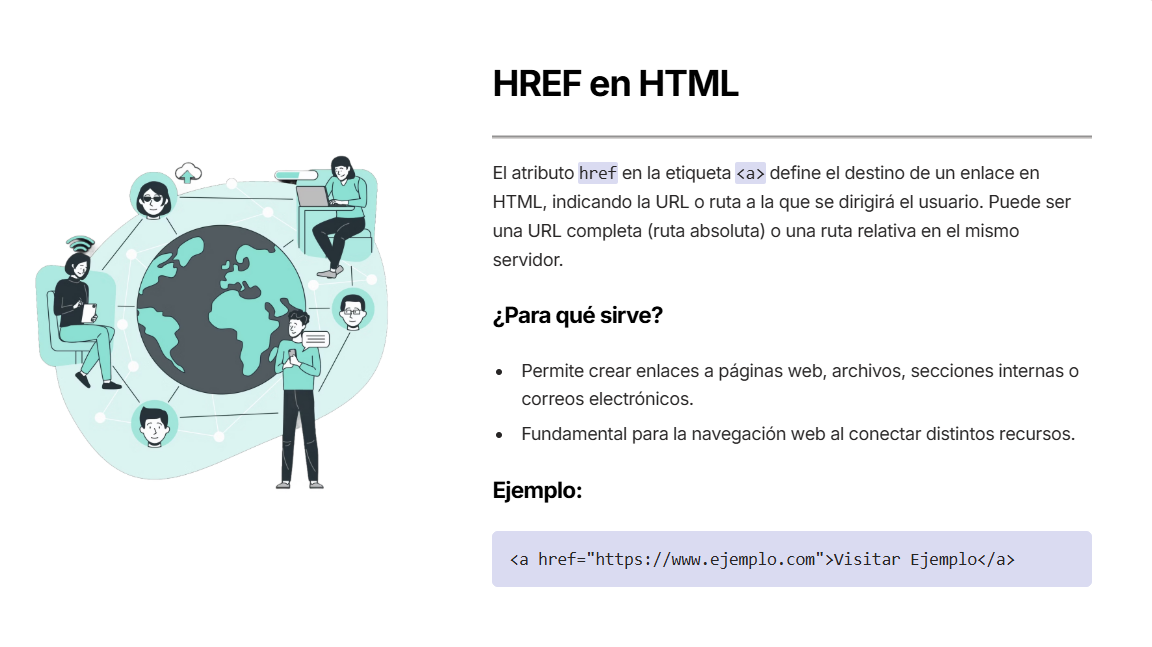 HREF en HTML
El atributo href en la etiqueta <a> define el destino de un enlace en
HTML, indicando la URL o ruta a la que se dirigirá el usuario. Puede ser
una URL completa (ruta absoluta) o una ruta relativa en el mismo
servidor.
¿Para qué sirve?
• Permite crear enlaces a páginas web, archivos, secciones internas o
correos electrónicos.
• Fundamental para la navegación web al conectar distintos recursos.
Ejemplo:
<a href="https://www.ejemplo.com">Visitar Ejemplo</a>